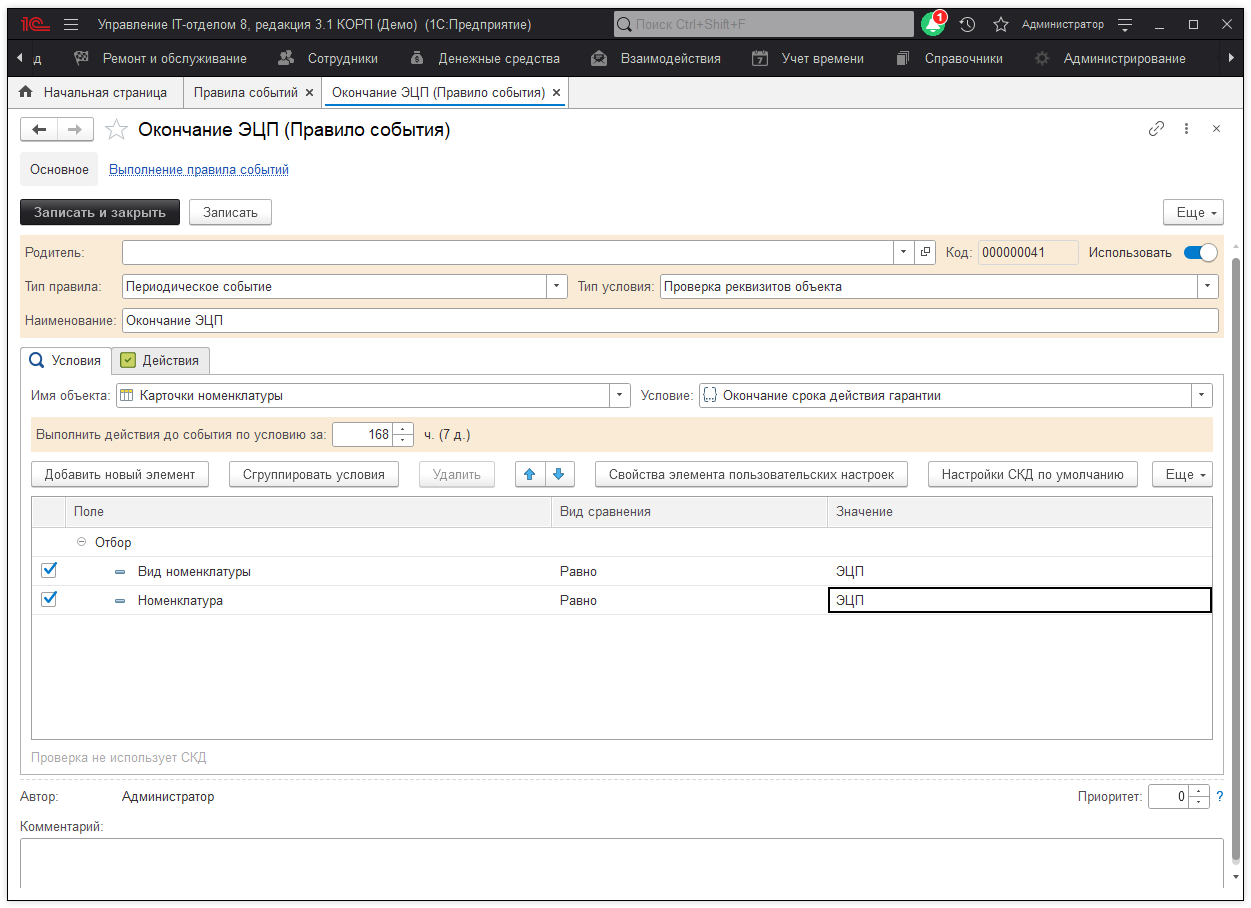 1С Управление IT-отделом 8, редакция 3.1 КОРП (Демо) (1С:Предприятие) Поиск Ctrl+Shift+F 1 Администратор
д Ремонт и обслуживание Сотрудники Денежные средства Взаимодействия 7 Учет времени Справочники Администрирование
Начальная страница Правила событий × Окончание ЭЦП (Правило события) ×
Окончание ЭЦП (Правило события)
Основное Выполнение правила событий
Записать и закрыть Записать Еще
Родитель: Код: 000000041 Использовать
Тип правила: Периодическое событие Тип условия: Проверка реквизитов объекта
Наименование: Окончание ЭЦП
Условия Действия
Имя объекта: Карточки номенклатуры Условие: {..} Окончание срока действия гарантии
Выполнить действия до события по условию за: 168 ч. (7 д.)
Добавить новый элемент Сгруппировать условия Удалить Свойства элемента пользовательских настроек Настройки СКД по умолчанию Еще
Поле Вид сравнения Значение
Отбор
Вид номенклатуры Равно ЭЦП
Номенклатура Равно ЭЦП
Проверка не использует СКД
Автор: Администратор Приоритет: 0 ?
Комментарий: